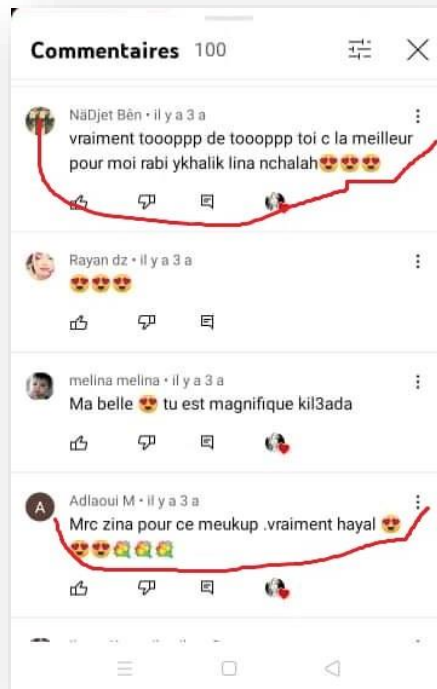 Commentaires 100
NäDjet Bên • il y a 3 a
vraiment toooppp de toooppp toi c la meilleur
pour moi rabi ykhalik lina nchalah😍😍😍
Rayan dz • il y a 3 a
😍😍😍
melina melina • il y a 3 a
Ma belle 😍 tu est magnifique kil3ada
A
Adlaoui M • il y a 3 a
Mrc zina pour ce meukup .vraiment hayal 😍
😍😍💐💐💐